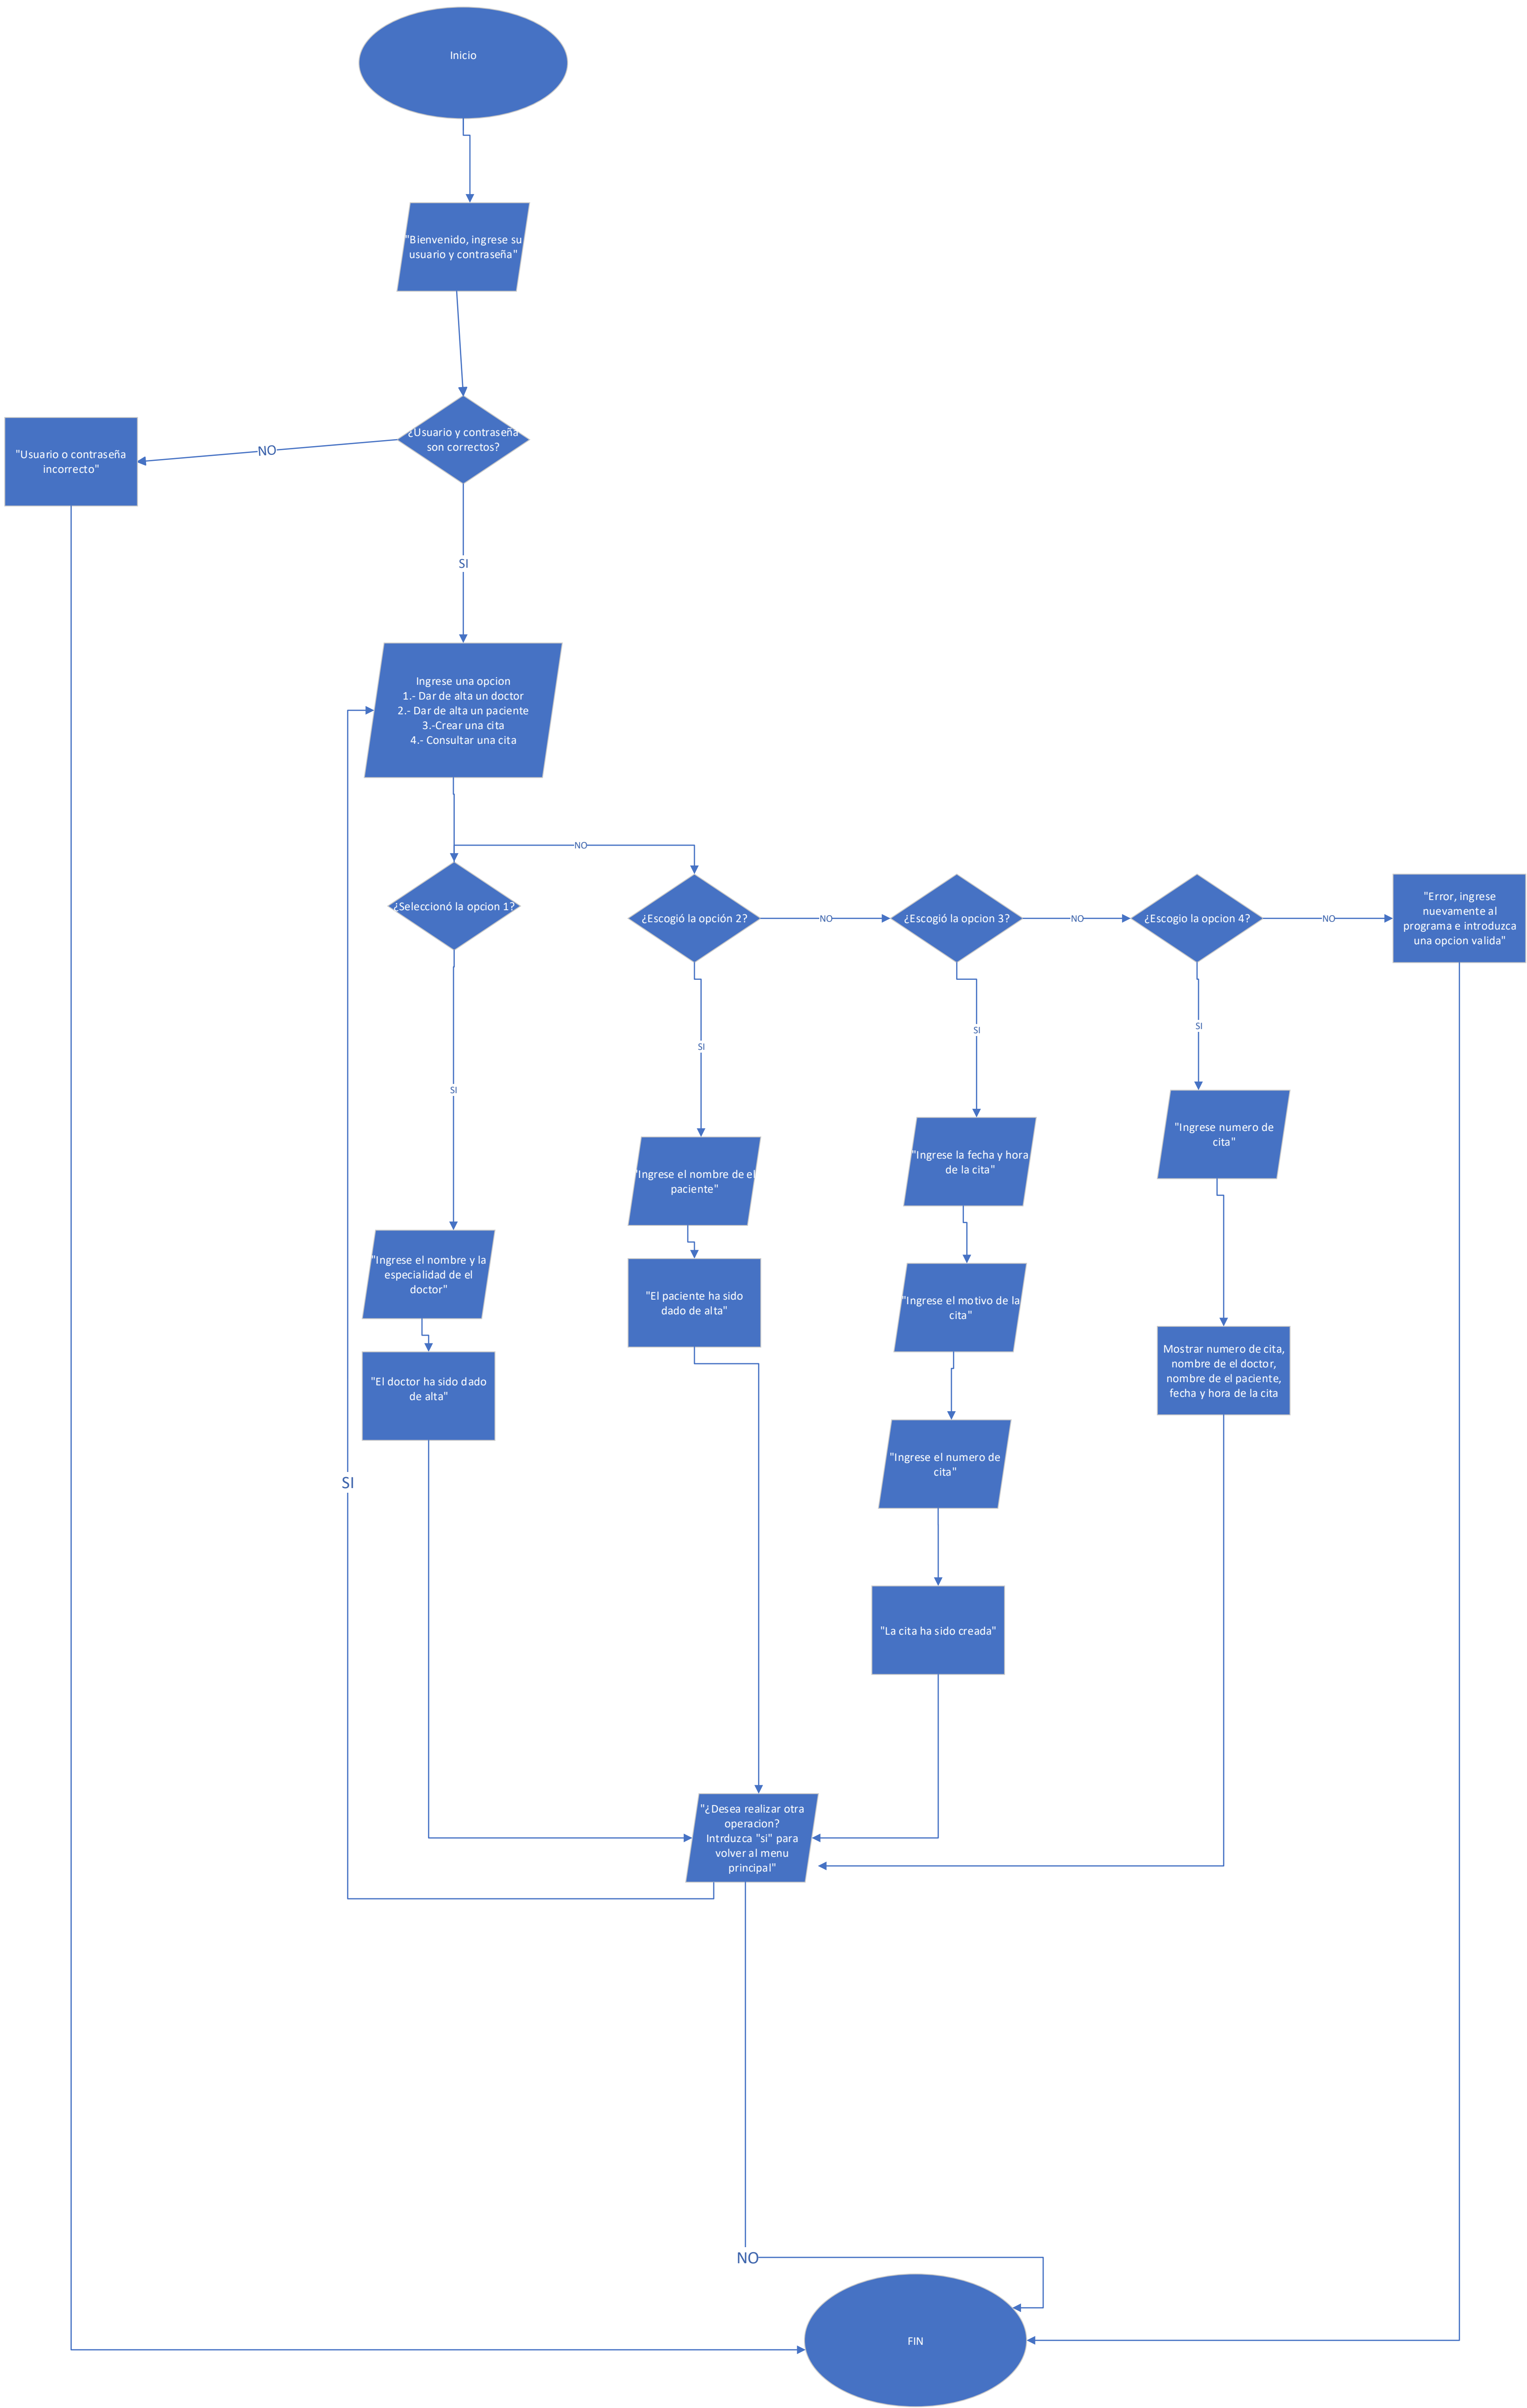 Inicio
"Bienvenido, ingrese su
usuario y contraseña"
¿Usuario y contraseña
son correctos?
NO
"Usuario o contraseña
incorrecto"
SI
Ingrese una opcion
1.- Dar de alta un doctor
2.- Dar de alta un paciente
3.-Crear una cita
4.- Consultar una cita
NO
¿Seleccionó la opcion 1?
¿Escogió la opción 2?
NO
¿Escogió la opcion 3?
NO
¿Escogio la opcion 4?
NO
"Error, ingrese
nuevamente al
programa e introduzca
una opcion valida"
SI
SI
SI
SI
"Ingrese el nombre y la
especialidad de el
doctor"
"El doctor ha sido dado
de alta"
"Ingrese el nombre de el
paciente"
"El paciente ha sido
dado de alta"
"Ingrese la fecha y hora
de la cita"
"Ingrese el motivo de la
cita"
"Ingrese el numero de
cita"
"La cita ha sido creada"
"Ingrese numero de
cita"
Mostrar numero de cita,
nombre de el doctor,
nombre de el paciente,
fecha y hora de la cita
SI
"¿Desea realizar otra
operacion?
Intrduzca "si" para
volver al menu
principal"
NO
FIN